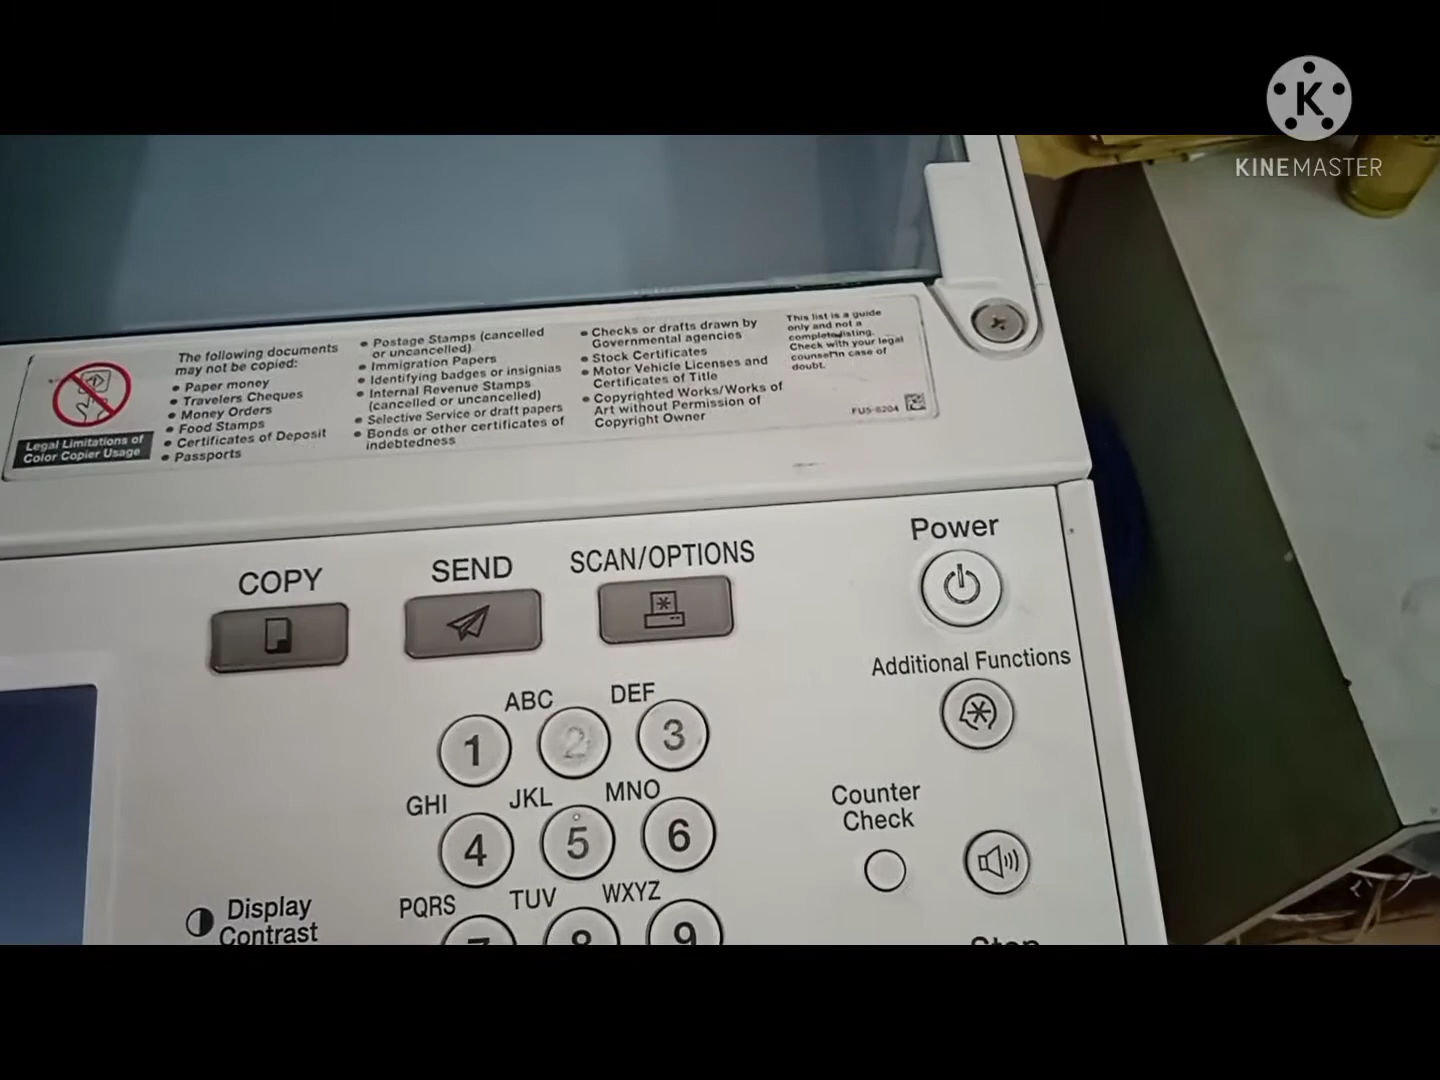 K
KINEMASTER
Legal Limitations of
Color Copier Usage
The following documents
may not be copied:
• Paper money
• Travelers Cheques
• Money Orders
• Food Stamps
• Certificates of Deposit
• Passports
• Postage Stamps (cancelled
or uncancelled)
• Immigration Papers
• Identifying badges or insignias
• Internal Revenue Stamps
(cancelled or uncancelled)
• Selective Service or draft papers
• Bonds or other certificates of
indebtedness
• Checks or drafts drawn by
Governmental agencies
• Stock Certificates
• Motor Vehicle Licenses and
Certificates of Title
• Copyrighted Works/Works of
Art without Permission of
Copyright Owner
This list is a guide
only and not a
complete listing.
Check with your legal
counsel in case of
doubt.
FU5-8204
COPY
SEND
SCAN/OPTIONS
Power
Additional Functions
ABC DEF
1 2 3
GHI JKL MNO
4 5 6
Counter
Check
PQRS TUV WXYZ
7 8 9
Display
Contrast
Stop